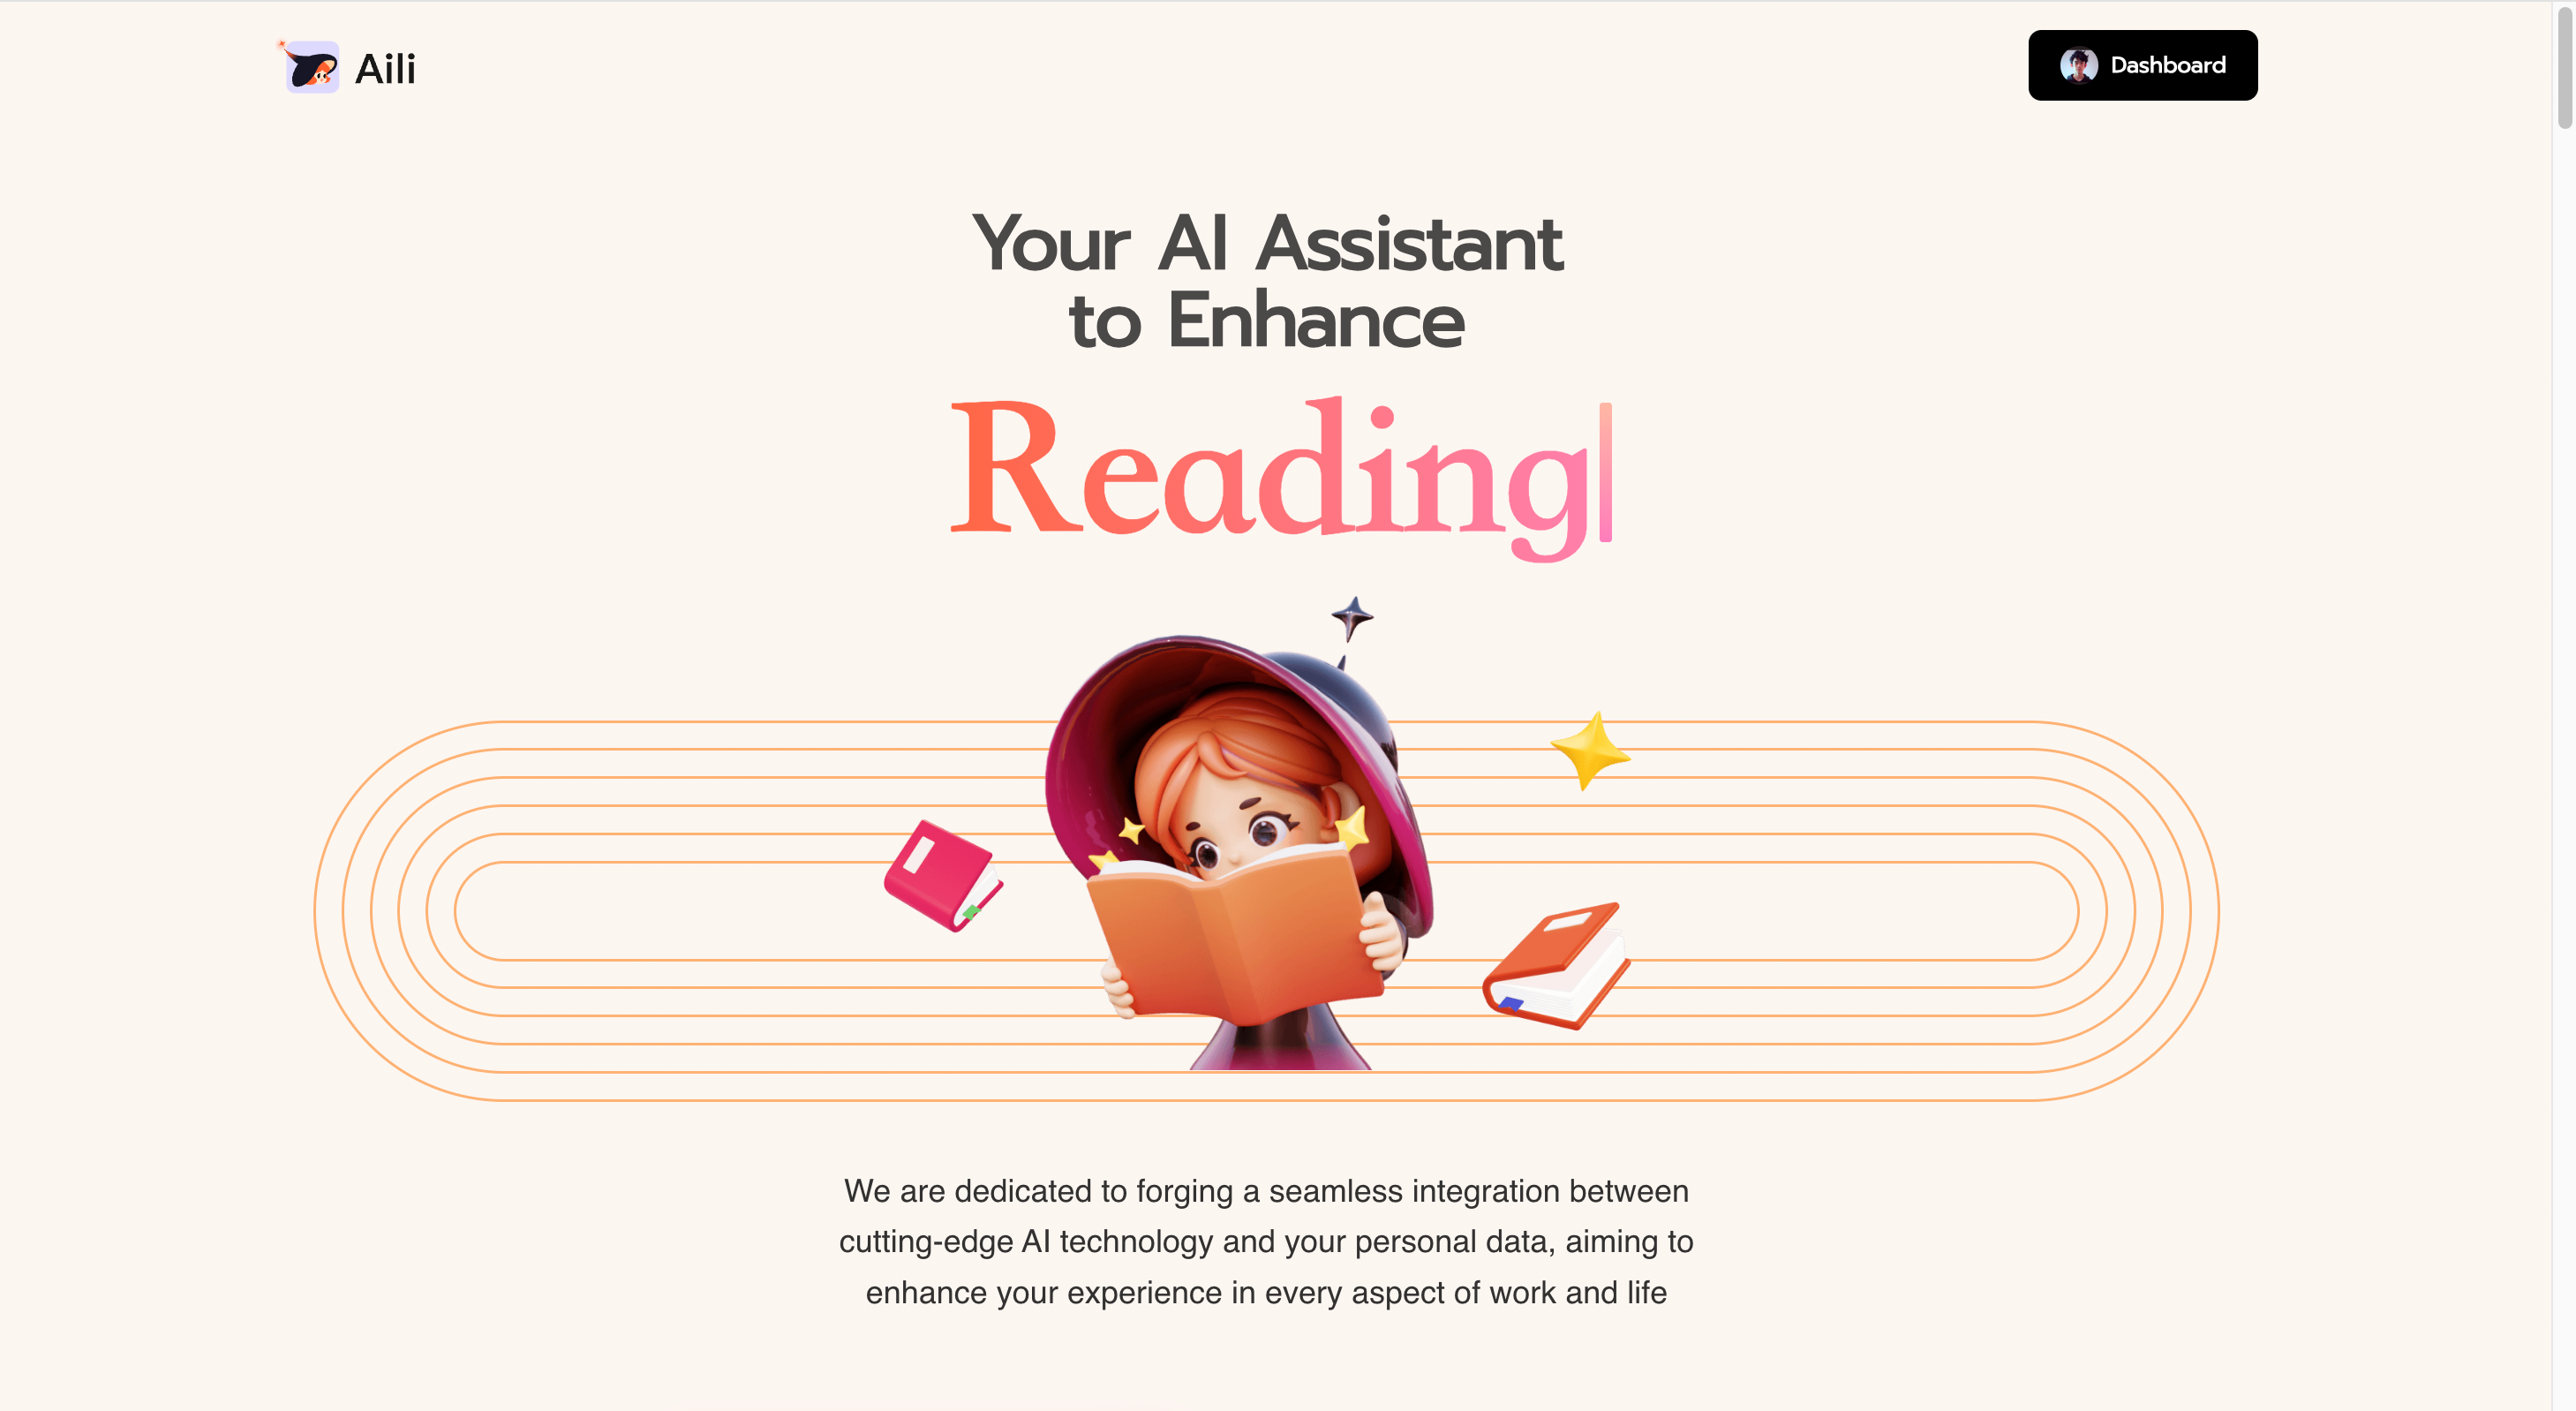 Aili
Dashboard
Your AI Assistant
to Enhance
Reading
We are dedicated to forging a seamless integration between
cutting-edge AI technology and your personal data, aiming to
enhance your experience in every aspect of work and life